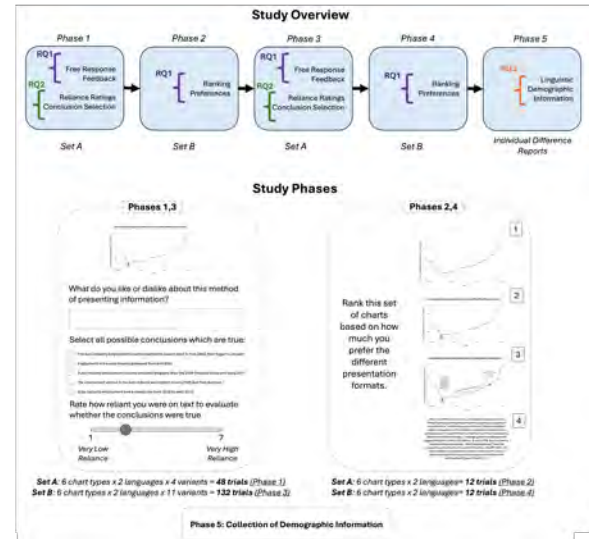 Study Overview
Phase 1
Phase 2
Phase 3
Phase 4
Phase 5
RQ1
Free Response
Feedback
RQ2
Reliance Ratings
Conclusion Selection
RQ1
Ranking
Preferences
RQ1
Free Response
Feedback
RQ2
Reliance Ratings
Conclusion Selection
RQ1
Ranking
Preferences
Linguistic
Demographic
Information
Set A
Set B
Set A
Set B
Individual Difference
Reports
Study Phases
Phases 1,3
What do you like or dislike about this method
of presenting information?
Select all possible conclusions which are true:
Rate how reliant you were on text to evaluate
whether the conclusions were true
1
7
Very Low
Reliance
Very High
Reliance
Set A: 6 chart types x 2 languages x 4 variants = 48 trials (Phase 1)
Set B: 6 chart types x 2 languages x 11 variants = 132 trials (Phase 3)
Phases 2,4
Rank this set
of charts
based on how
much you
prefer the
different
presentation
formats.
1
2
3
4
Set A: 6 chart types x 2 languages= 12 trials (Phase 2)
Set B: 6 chart types x 2 languages= 12 trials (Phase 4)
Phase 5: Collection of Demographic Information